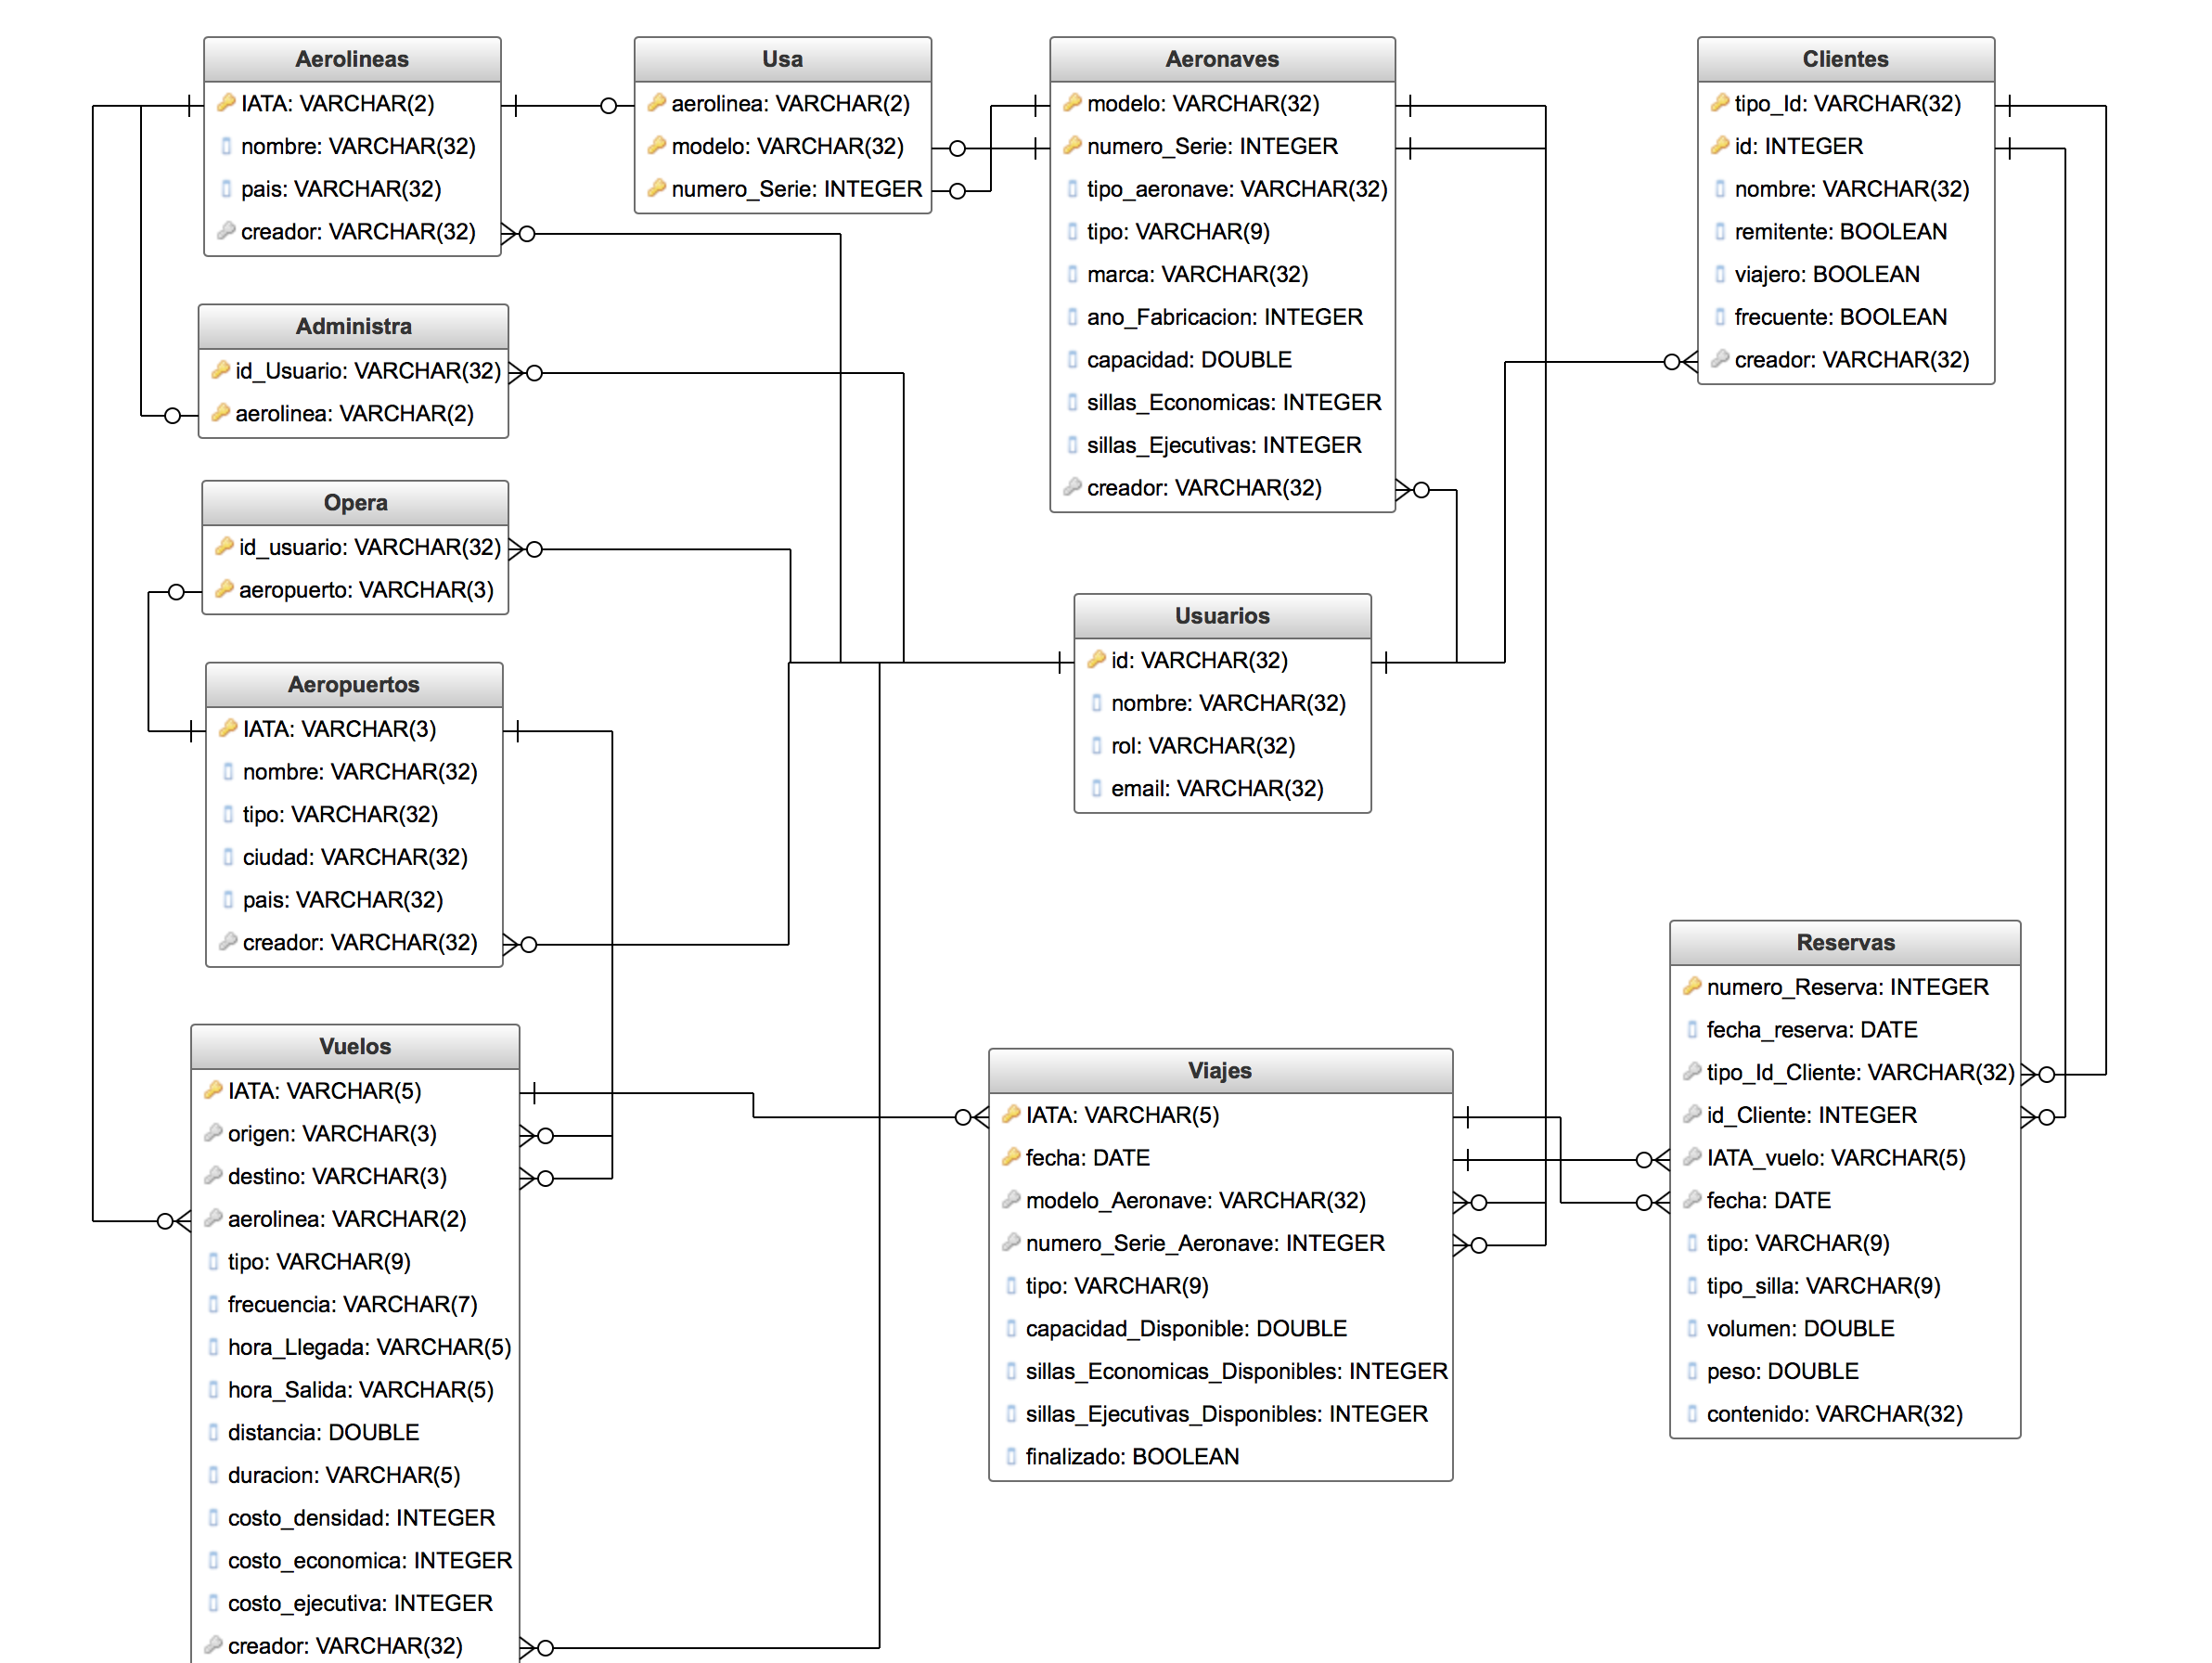 Aerolineas
IATA: VARCHAR(2)
nombre: VARCHAR(32)
pais: VARCHAR(32)
creador: VARCHAR(32)
Usa
aerolinea: VARCHAR(2)
modelo: VARCHAR(32)
numero_Serie: INTEGER
Aeronaves
modelo: VARCHAR(32)
numero_Serie: INTEGER
tipo_aeronave: VARCHAR(32)
tipo: VARCHAR(9)
marca: VARCHAR(32)
ano_Fabricacion: INTEGER
capacidad: DOUBLE
sillas_Economicas: INTEGER
sillas_Ejecutivas: INTEGER
creador: VARCHAR(32)
Clientes
tipo_Id: VARCHAR(32)
id: INTEGER
nombre: VARCHAR(32)
remitente: BOOLEAN
viajero: BOOLEAN
frecuente: BOOLEAN
creador: VARCHAR(32)
Administra
id_Usuario: VARCHAR(32)
aerolinea: VARCHAR(2)
Opera
id_usuario: VARCHAR(32)
aeropuerto: VARCHAR(3)
Usuarios
id: VARCHAR(32)
nombre: VARCHAR(32)
rol: VARCHAR(32)
email: VARCHAR(32)
Aeropuertos
IATA: VARCHAR(3)
nombre: VARCHAR(32)
tipo: VARCHAR(32)
ciudad: VARCHAR(32)
pais: VARCHAR(32)
creador: VARCHAR(32)
Vuelos
IATA: VARCHAR(5)
origen: VARCHAR(3)
destino: VARCHAR(3)
aerolinea: VARCHAR(2)
tipo: VARCHAR(9)
frecuencia: VARCHAR(7)
hora_Llegada: VARCHAR(5)
hora_Salida: VARCHAR(5)
distancia: DOUBLE
duracion: VARCHAR(5)
costo_densidad: INTEGER
costo_economica: INTEGER
costo_ejecutiva: INTEGER
creador: VARCHAR(32)
Viajes
IATA: VARCHAR(5)
fecha: DATE
modelo_Aeronave: VARCHAR(32)
numero_Serie_Aeronave: INTEGER
tipo: VARCHAR(9)
capacidad_Disponible: DOUBLE
sillas_Economicas_Disponibles: INTEGER
sillas_Ejecutivas_Disponibles: INTEGER
finalizado: BOOLEAN
Reservas
numero_Reserva: INTEGER
fecha_reserva: DATE
tipo_Id_Cliente: VARCHAR(32)
id_Cliente: INTEGER
IATA_vuelo: VARCHAR(5)
fecha: DATE
tipo: VARCHAR(9)
tipo_silla: VARCHAR(9)
volumen: DOUBLE
peso: DOUBLE
contenido: VARCHAR(32)